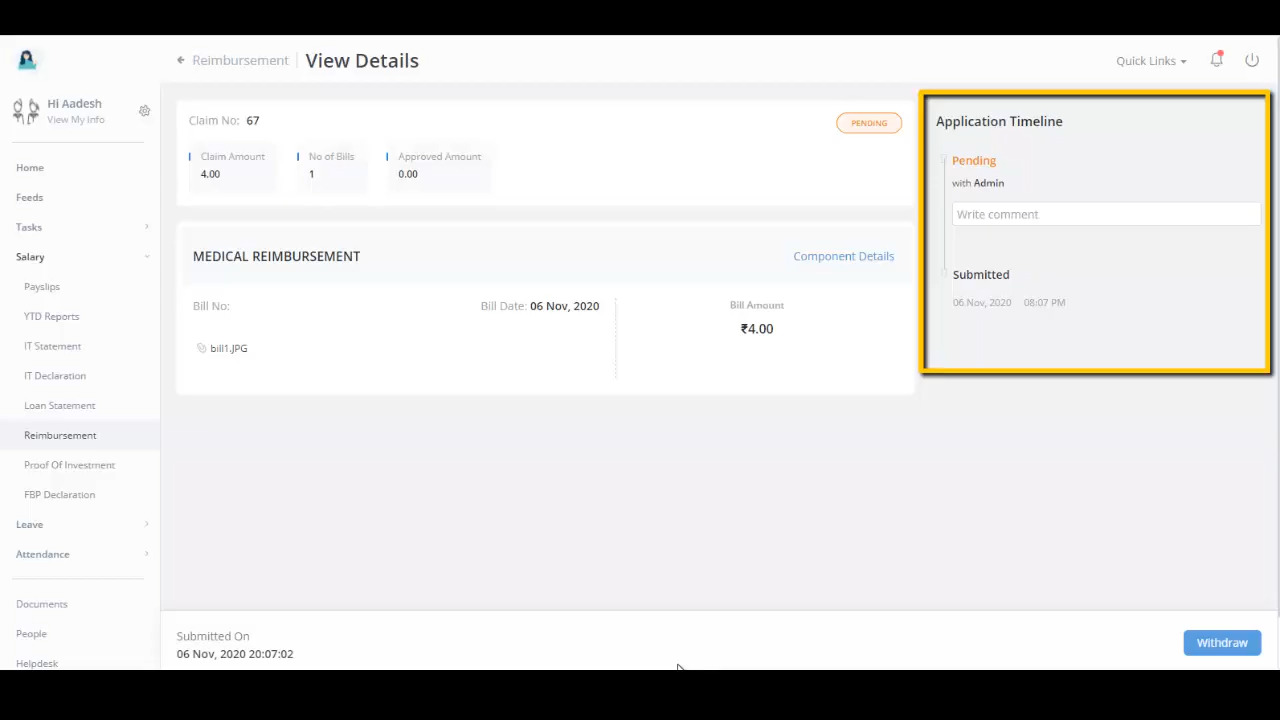 Reimbursement | View Details
Quick Links
Hi Aadesh
View My Info
Home
Feeds
Tasks
Salary
Payslips
YTD Reports
IT Statement
IT Declaration
Loan Statement
Reimbursement
Proof Of Investment
FBP Declaration
Leave
Attendance
Documents
People
Helpdesk
Claim No: 67
PENDING
Claim Amount No of Bills Approved Amount
4.00 1 0.00
MEDICAL REIMBURSEMENT Component Details
Bill No: Bill Date: 06 Nov, 2020 Bill Amount
₹4.00
bill1.JPG
Application Timeline
Pending
with Admin
Write comment
Submitted
06 Nov, 2020 08:07 PM
Submitted On
06 Nov, 2020 20:07:02
Withdraw